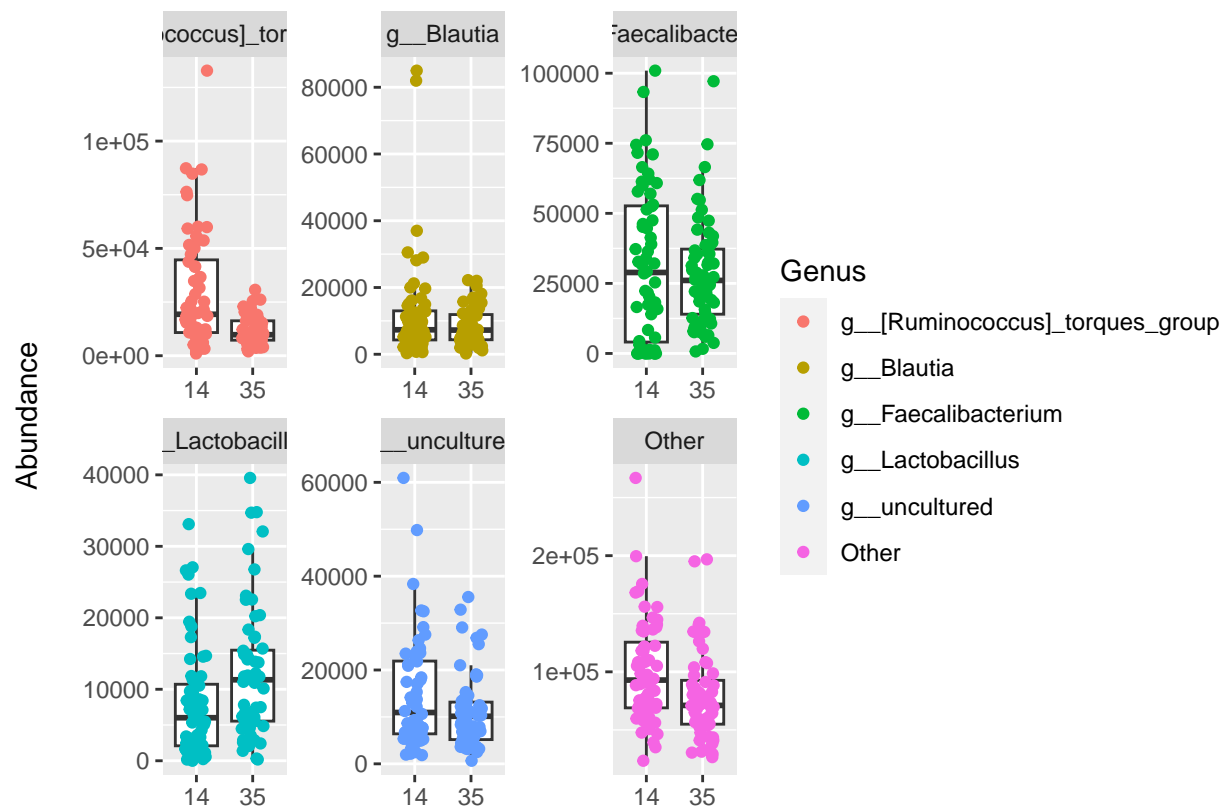 ococcus]_tor
g__Blautia
Faecalibacte
1e+05
5e+04
0e+00
80000
60000
40000
20000
0
100000
75000
50000
25000
0
14
35
14
35
14
35
Abundance
_Lactobacill
__unculture
Other
40000
30000
20000
10000
0
60000
40000
20000
0
2e+05
1e+05
14
35
14
35
14
35
Genus
g__[Ruminococcus]_torques_group
g__Blautia
g__Faecalibacterium
g__Lactobacillus
g__uncultured
Other